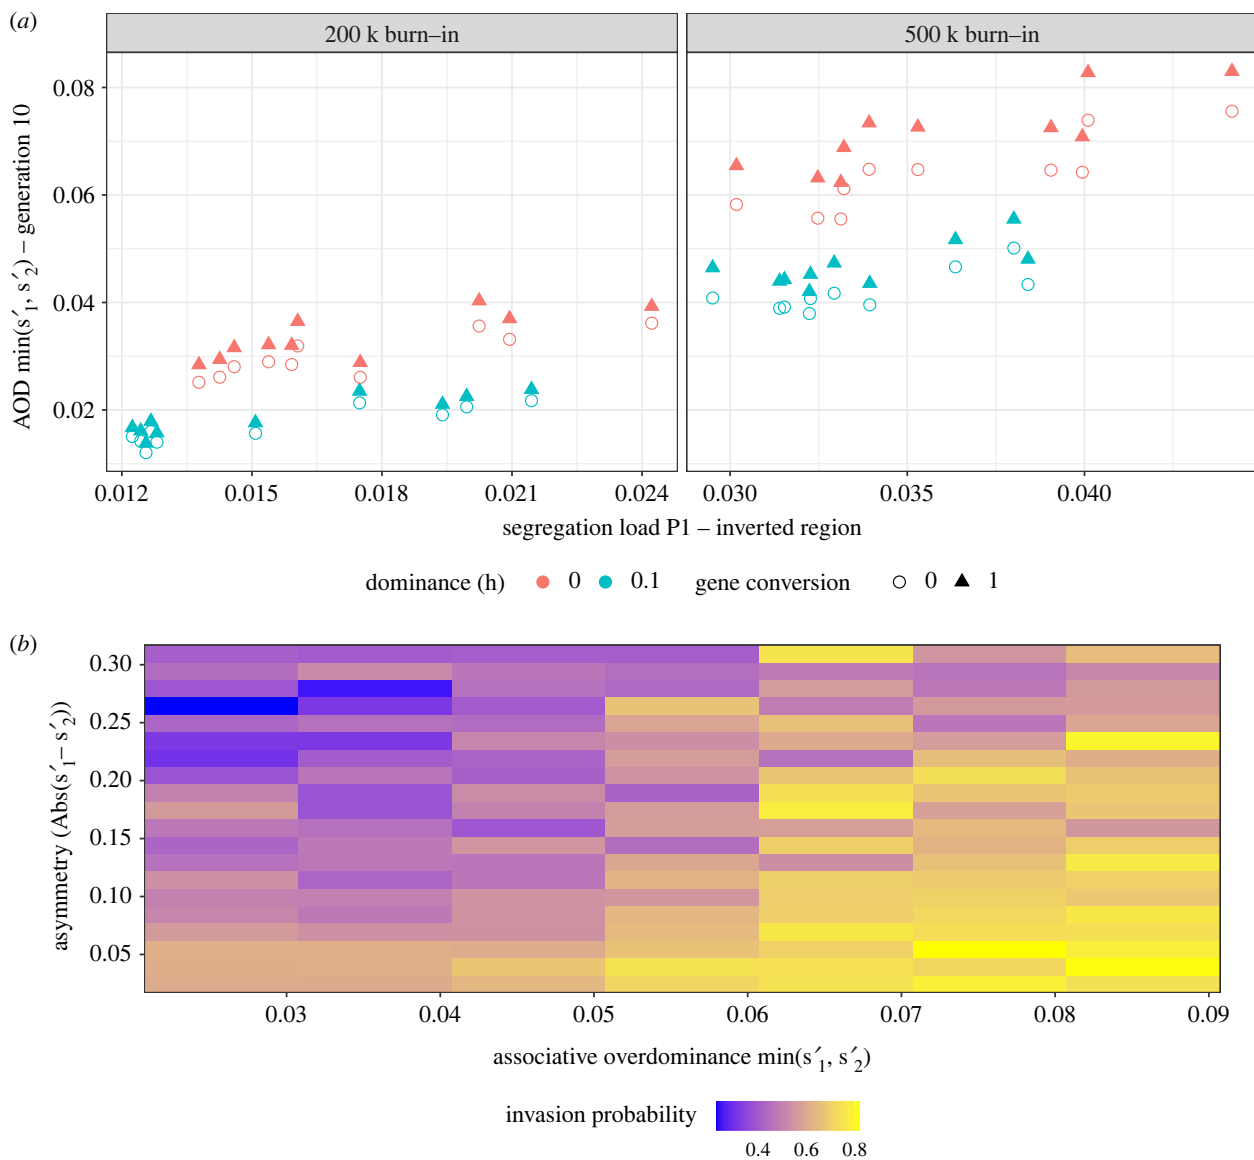 (a)
200 k burn–in
500 k burn–in
AOD min(s′1, s′2) – generation 10
0.08
0.06
0.04
0.02
0.012
0.015
0.018
0.021
0.024
0.030
0.035
0.040
segregation load P1 – inverted region
dominance (h) 0 0.1 gene conversion 0 1
(b)
asymmetry (Abs(s′1– s′2))
0.30
0.25
0.20
0.15
0.10
0.05
0.03
0.04
0.05
0.06
0.07
0.08
0.09
associative overdominance min(s′1, s′2)
invasion probability
0.4
0.6
0.8